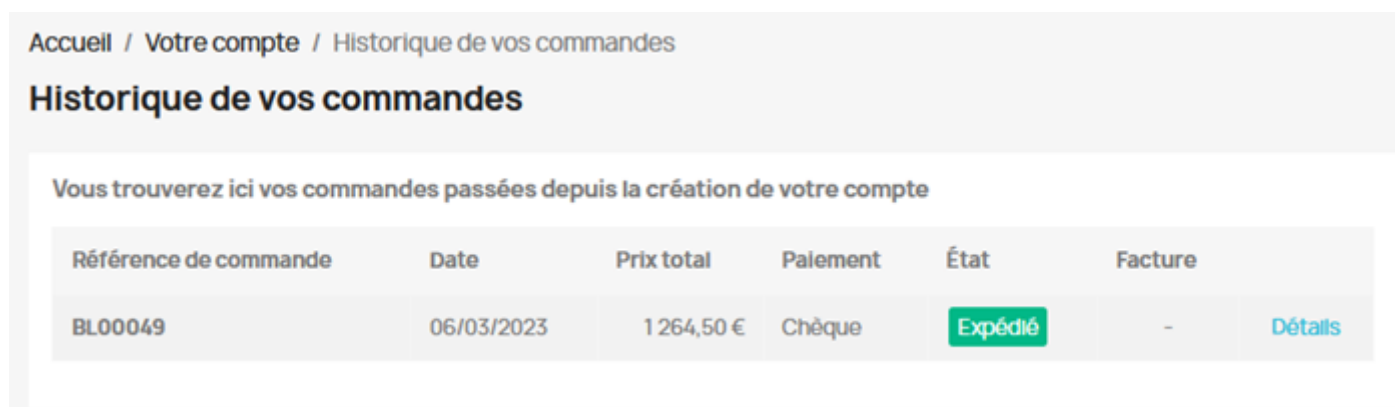 Accueil / Votre compte / Historique de vos commandes
Historique de vos commandes
Vous trouverez ici vos commandes passées depuis la création de votre compte
Référence de commande Date Prix total Paiement État Facture
BL00049 06/03/2023 1 264,50 € Chèque Expédié - Détails